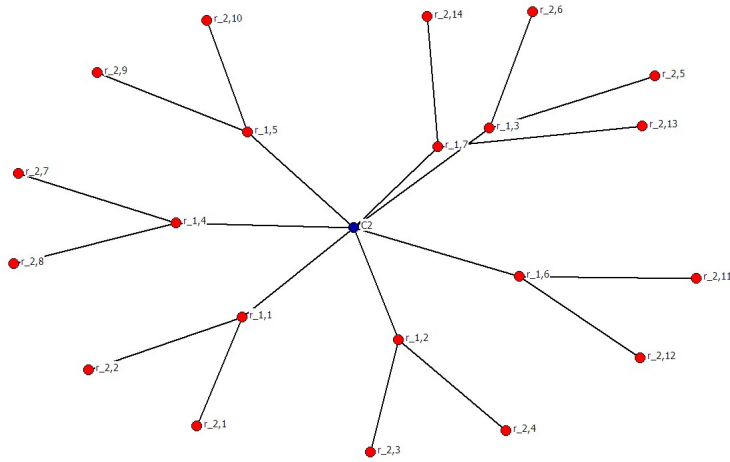 r_2,6
r_2,14
r_2,10
r_2,9
r_2,5
r_2,13
r_1,3
r_1,5
r_1,7
r_2,7
r_1,4
C2
r_2,8
r_1,6
r_2,11
r_1,1
r_1,2
r_2,12
r_2,2
r_2,1
r_2,4
r_2,3